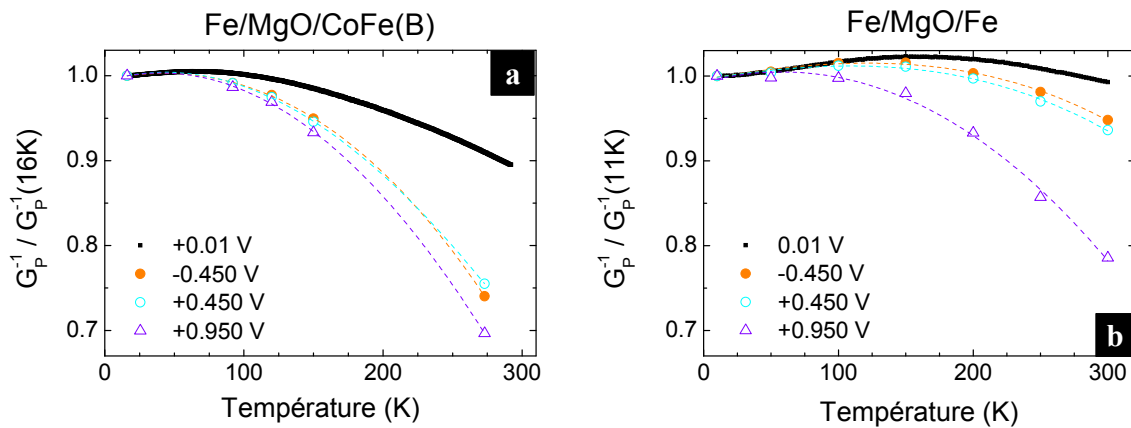 Fe/MgO/CoFe(B)
a
1.0
0.9
0.8
0.7
G_P^-1 / G_P^-1(16K)
+0.01 V
-0.450 V
+0.450 V
+0.950 V
0 100 200 300
Température (K)
Fe/MgO/Fe
1.0
0.9
0.8
0.7
G_P^-1 / G_P^-1(11K)
0.01 V
-0.450 V
+0.450 V
+0.950 V
b
0 100 200 300
Température (K)